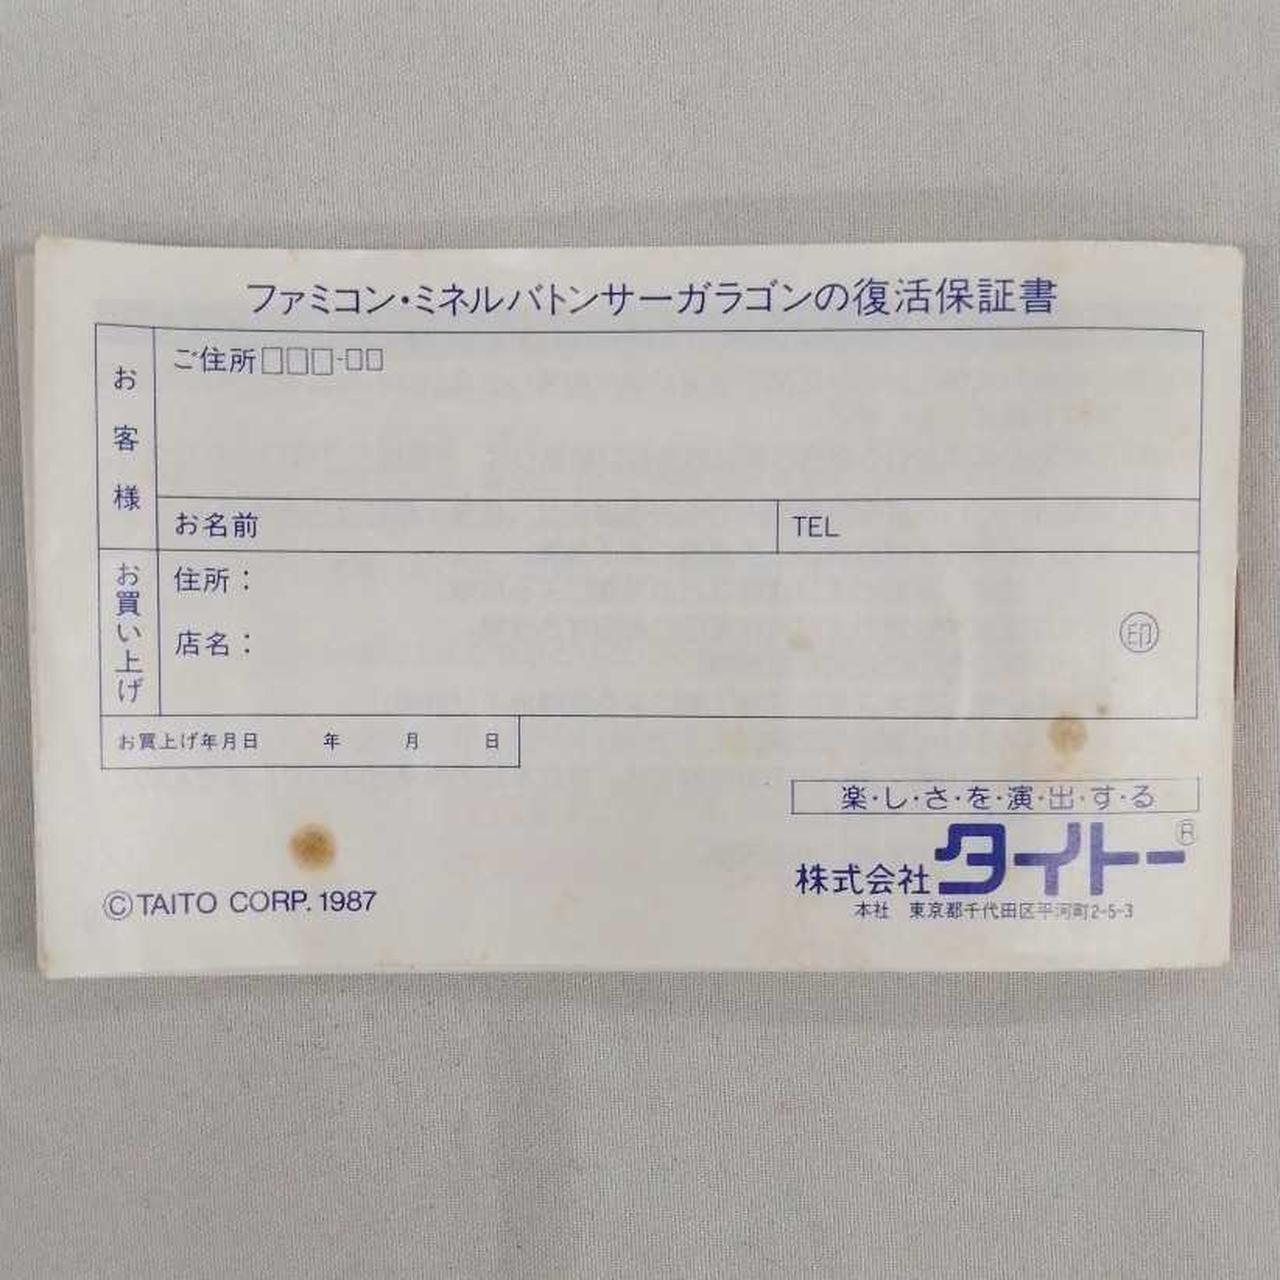 ファミコン・ミネルバトンサーガラゴンの復活保証書
お客様
ご住所□□□-□□
お名前
TEL
お買い上げ
住所：
店名：
印
お買上げ年月日 年 月 日
楽・し・さ・を・演・出・す・る
株式会社タイトー®
本社 東京都千代田区平河町2-5-3
©TAITO CORP. 1987